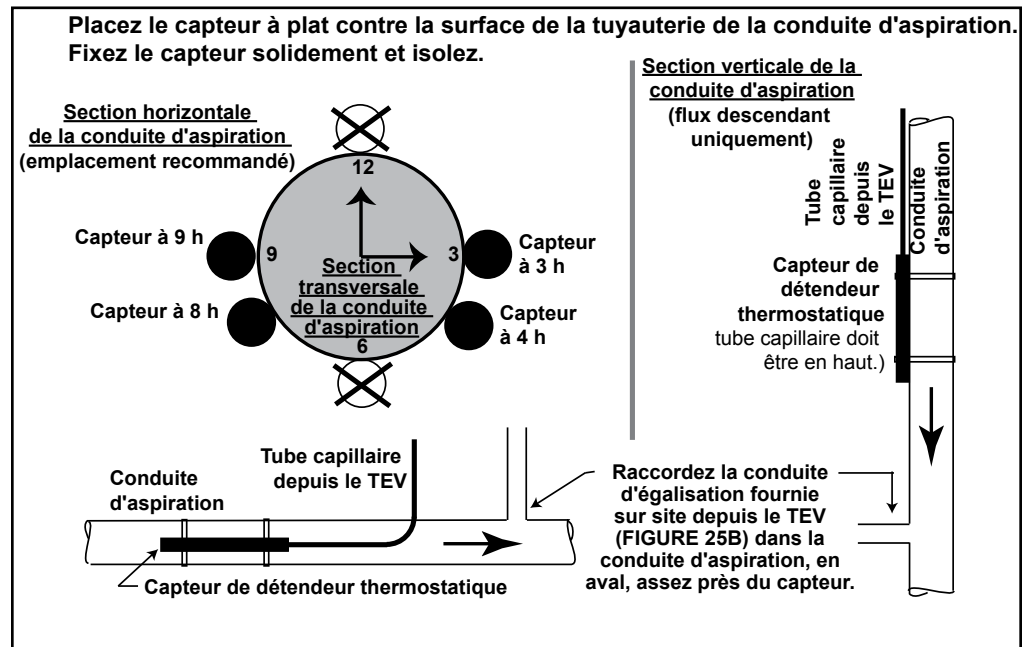 Placez le capteur à plat contre la surface de la tuyauterie de la conduite d'aspiration.
Fixez le capteur solidement et isolez.
Section horizontale
de la conduite d'aspiration
(emplacement recommandé)
12
9
3
6
Capteur à 9 h
Capteur à 8 h
Capteur
à 3 h
Capteur
à 4 h
Section
transversale
de la conduite
d'aspiration
Section verticale de la
conduite d'aspiration
(flux descendant
uniquement)
Tube
capillaire
depuis
le TEV
Conduite
d'aspiration
Capteur de
détendeur
thermostatique
tube capillaire doit
être en haut.)
Conduite
d'aspiration
Tube capillaire
depuis le TEV
Capteur de détendeur thermostatique
Raccordez la conduite
d'égalisation fournie
sur site depuis le TEV
(FIGURE 25B) dans la
conduite d'aspiration, en
aval, assez près du capteur.